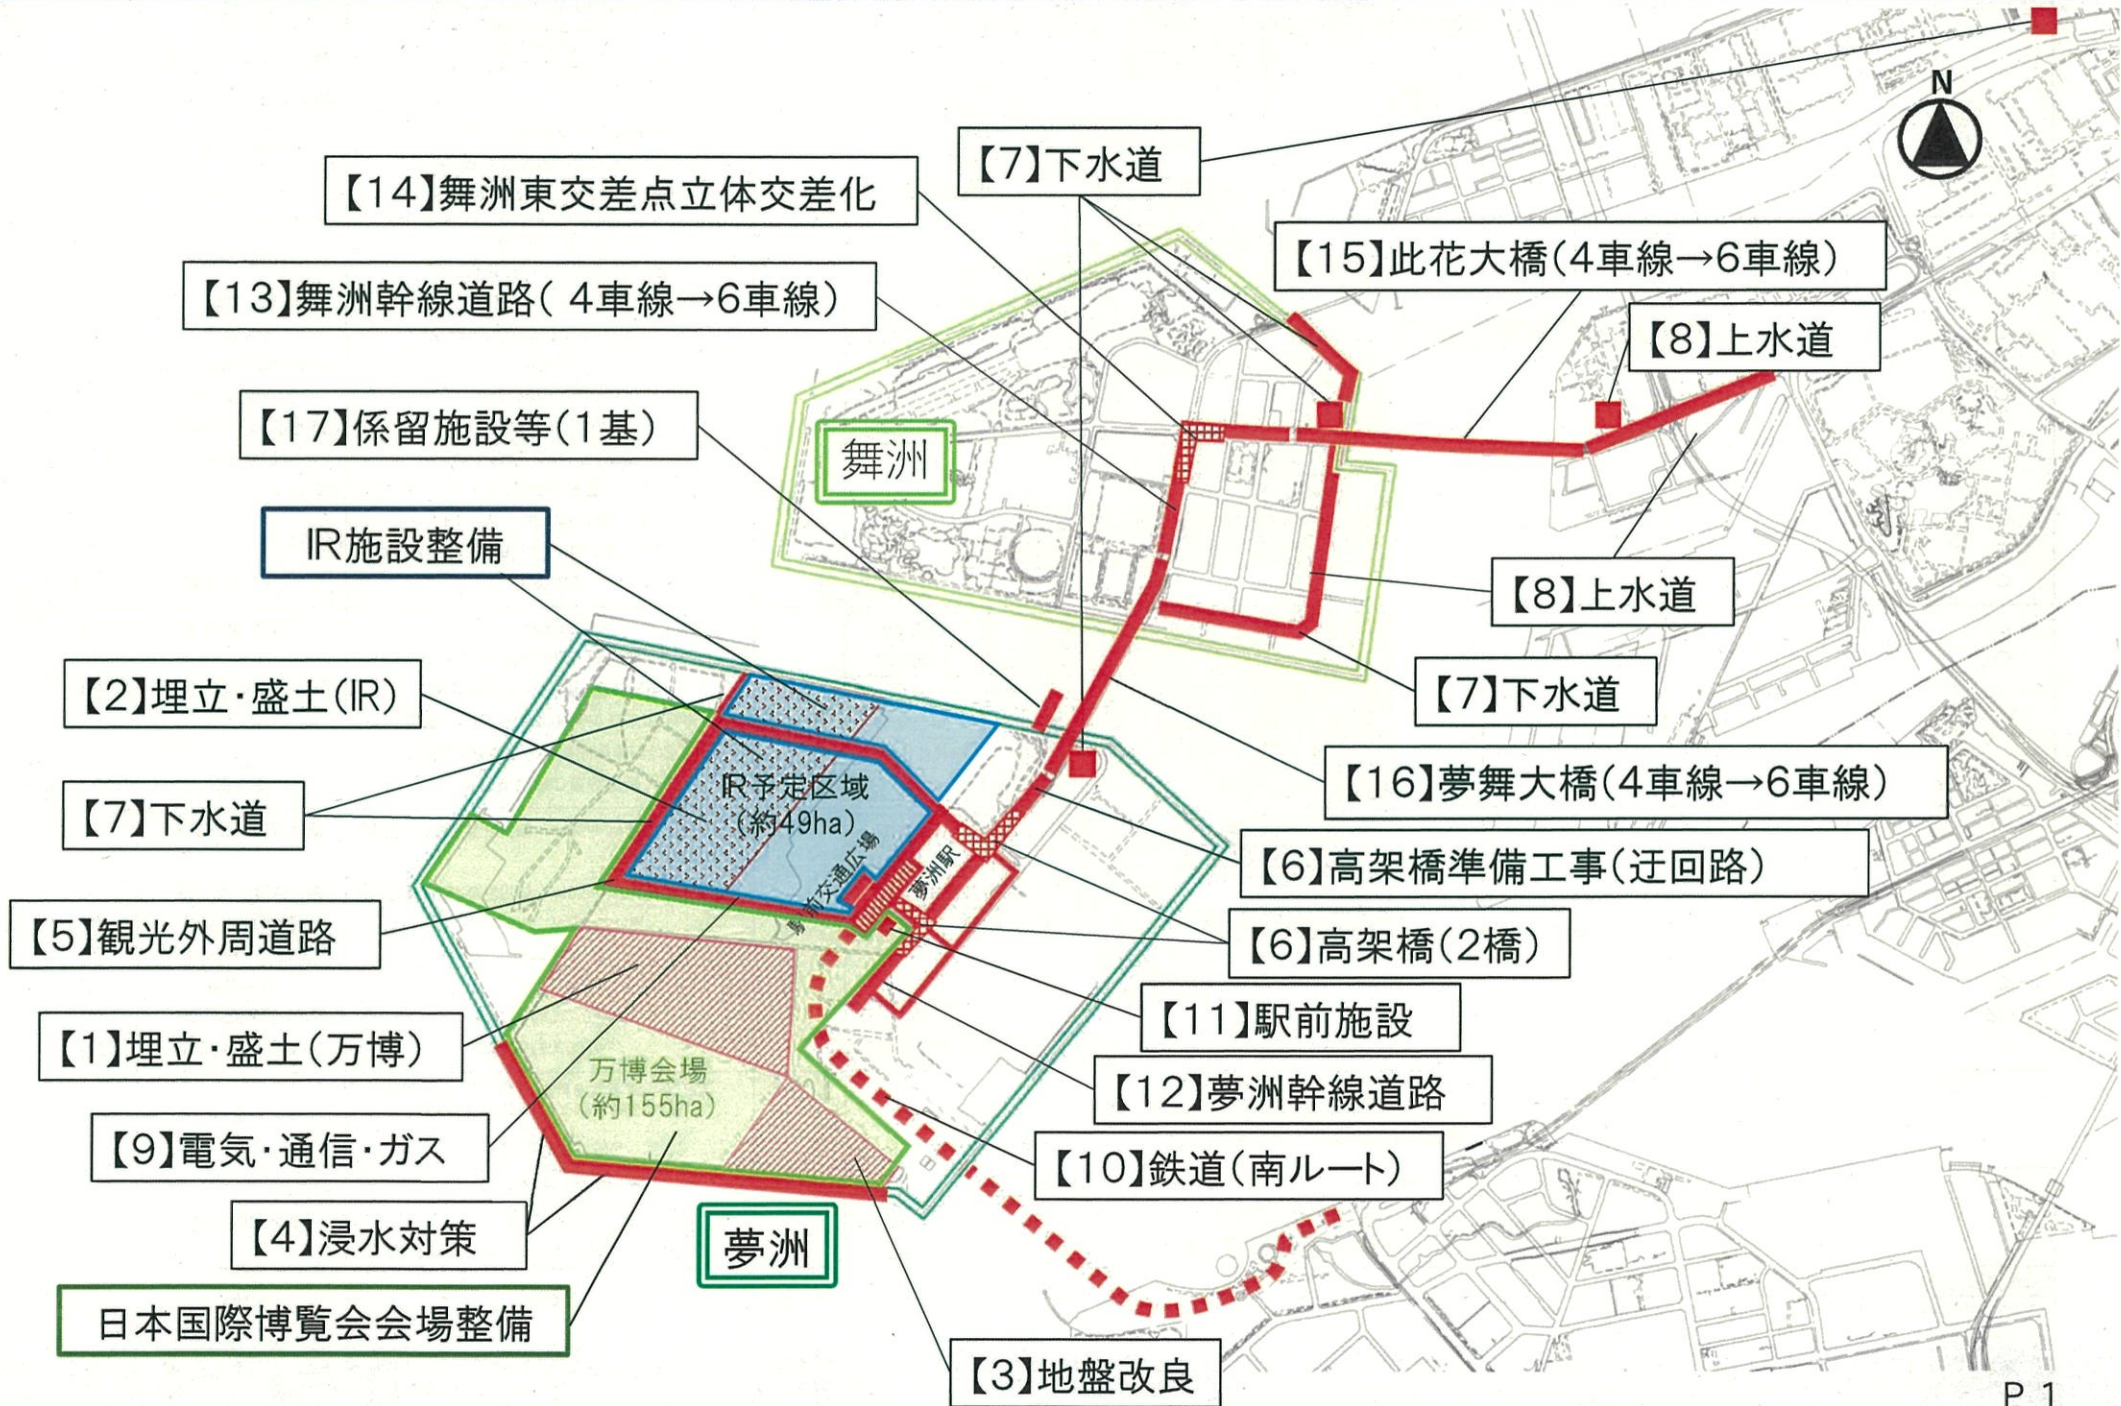 N
【7】下水道
【14】舞洲東交差点立体交差化
【15】此花大橋(4車線→6車線)
【13】舞洲幹線道路( 4車線→6車線)
【8】上水道
【17】係留施設等(1基)
舞洲
IR施設整備
【8】上水道
【2】埋立・盛土(IR)
【7】下水道
【16】夢舞大橋(4車線→6車線)
【7】下水道
IR予定区域
(約49ha)
駅前交通広場
夢洲駅
【6】高架橋準備工事(迂回路)
【5】観光外周道路
【6】高架橋(2橋)
【11】駅前施設
【1】埋立・盛土(万博)
万博会場
(約155ha)
【12】夢洲幹線道路
【9】電気・通信・ガス
【10】鉄道(南ルート)
【4】浸水対策
夢洲
日本国際博覧会会場整備
【3】地盤改良
P 1